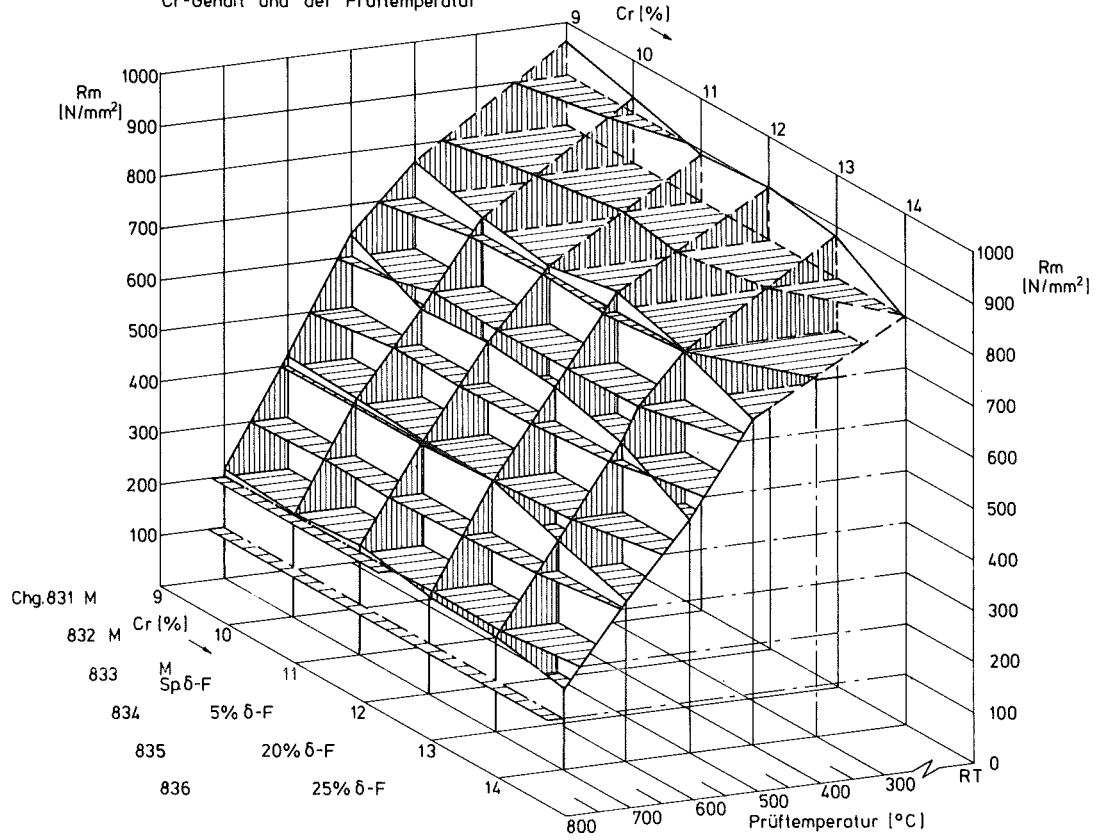 Cr-Gehalt und der Prüftemperatur
Cr [%]
9
10
11
12
13
14
Rm
[N/mm²]
1000
900
800
700
600
500
400
300
200
100
1000
Rm
[N/mm²]
900
800
700
600
500
400
300
200
100
0
Chg.831 M
832 M
833 M
Sp.δ-F
834 5% δ-F
835 20% δ-F
836 25% δ-F
9
Cr [%]
10
11
12
13
14
800
700
600
500
400
300
RT
Prüftemperatur [°C]